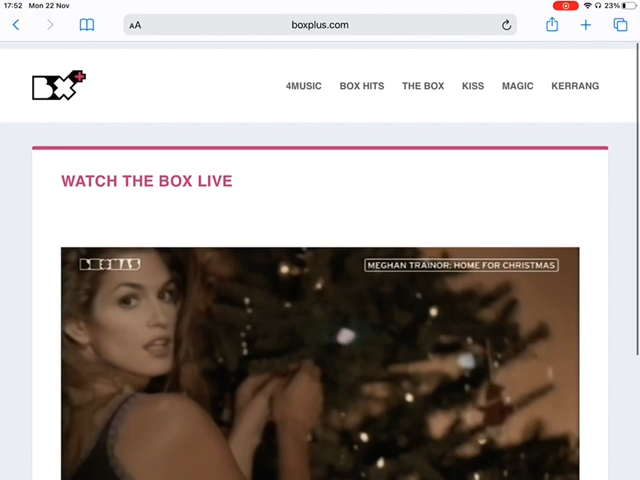 17:52 Mon 22 Nov
23%
AA
boxplus.com
BOX+
4MUSIC BOX HITS THE BOX KISS MAGIC KERRANG
WATCH THE BOX LIVE
MEGHAN TRAINOR: HOME FOR CHRISTMAS